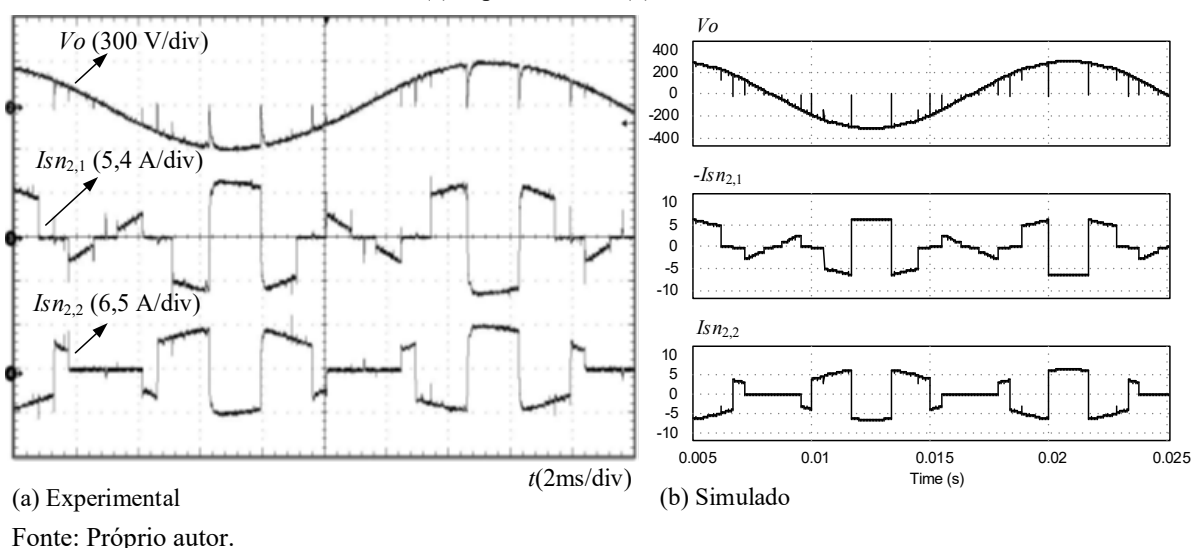 Vo (300 V/div)
Isn2,1 (5,4 A/div)
Isn2,2 (6,5 A/div)
t(2ms/div)
(a) Experimental
Vo
400
200
0
-200
-400
-Isn2,1
10
5
0
-5
-10
Isn2,2
10
5
0
-5
-10
0.005 0.01 0.015 0.02 0.025
Time (s)
(b) Simulado
Fonte: Próprio autor.